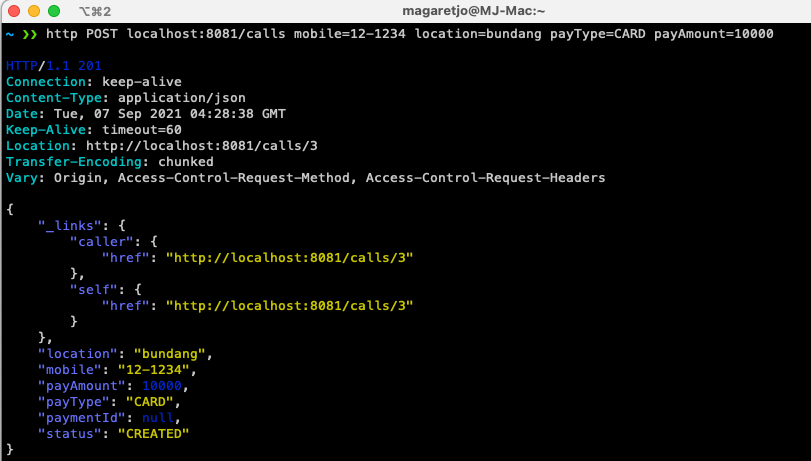 ⌥⌘2
magaretjo@MJ-Mac:~
~ ❯❯ http POST localhost:8081/calls mobile=12-1234 location=bundang payType=CARD payAmount=10000
HTTP/1.1 201
Connection: keep-alive
Content-Type: application/json
Date: Tue, 07 Sep 2021 04:28:38 GMT
Keep-Alive: timeout=60
Location: http://localhost:8081/calls/3
Transfer-Encoding: chunked
Vary: Origin, Access-Control-Request-Method, Access-Control-Request-Headers
{
    "_links": {
        "caller": {
            "href": "http://localhost:8081/calls/3"
        },
        "self": {
            "href": "http://localhost:8081/calls/3"
        }
    },
    "location": "bundang",
    "mobile": "12-1234",
    "payAmount": 10000,
    "payType": "CARD",
    "paymentId": null,
    "status": "CREATED"
}